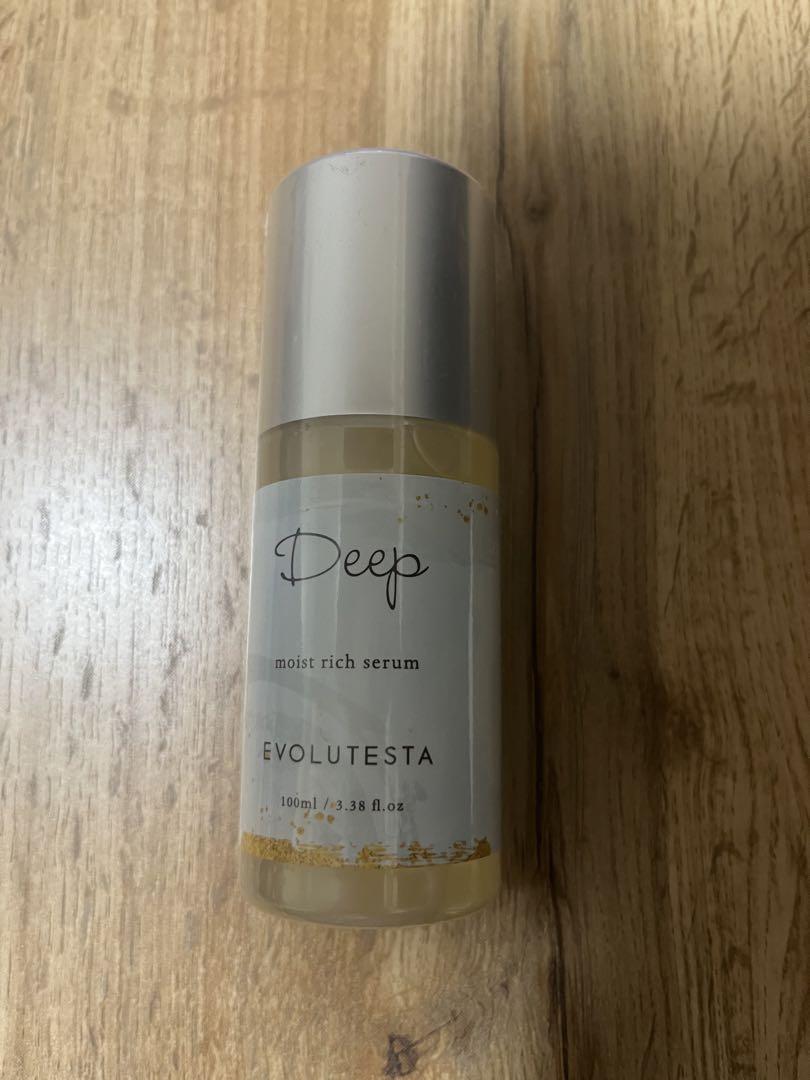 Deep
moist rich serum
EVOLUTESTA
100ml / 3.38 fl.oz